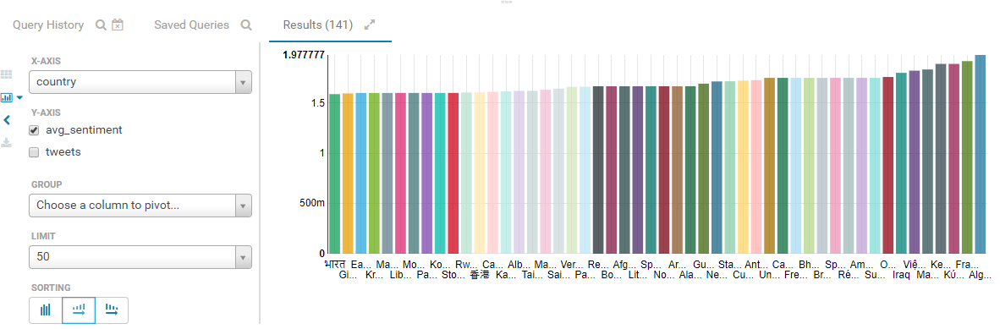 Query History
Saved Queries
Results (141)
X-AXIS
country
Y-AXIS
avg_sentiment
tweets
GROUP
Choose a column to pivot...
LIMIT
50
SORTING
1.977777
1.5
1
500m
0
भारत Ea... Ma... Mo... Ko... Rw... Ca... Alb... Ma... Ver... Re... Afg... Sp... Ar... Gu... Sta... Ant... Ca... Bh... Sp... Am... O... Việ... Ke... Fra...
Gi... Kr... Lib... Pa... Sto... 香港 Ka... Tai... Sai... Pa... Bo... Lit... No... Ala... Ne... Cu... Un... Fre... Br... Ré... Su... Iraq Ma... Kú... Alg...